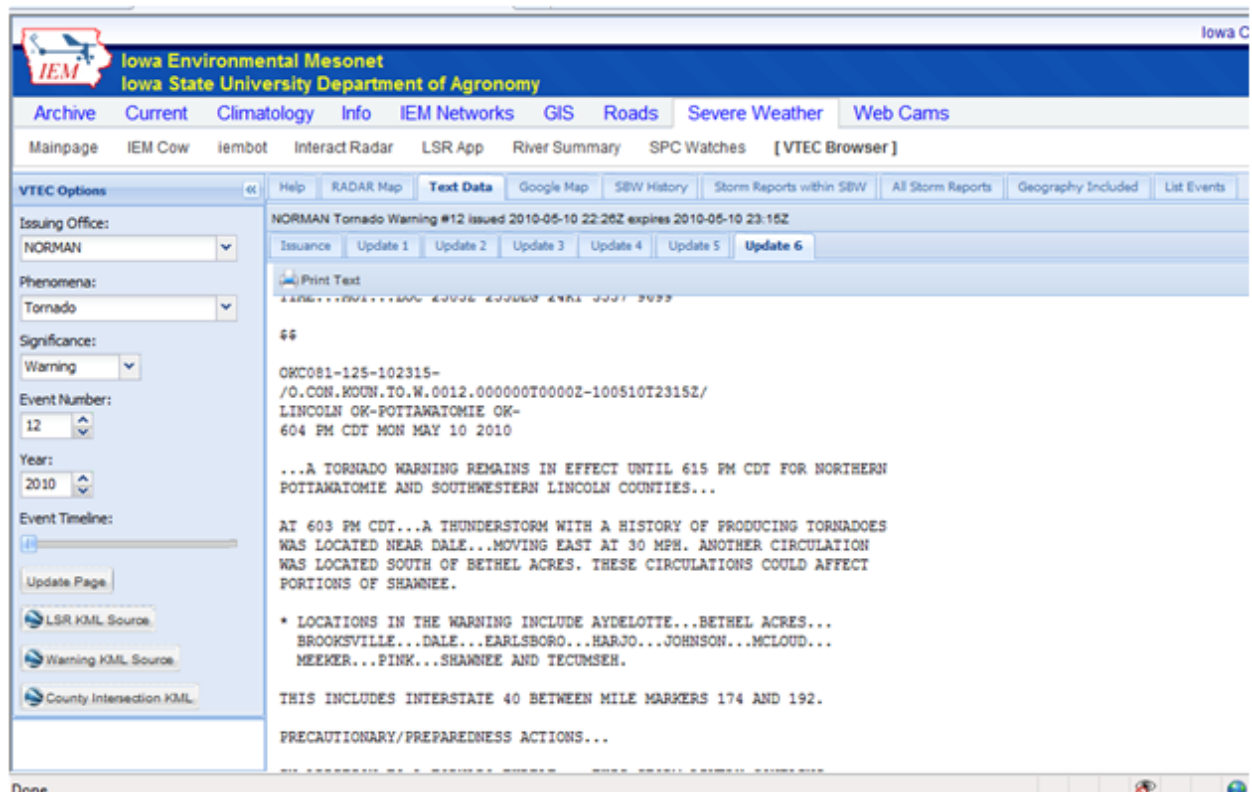 Iowa C
IEM
Iowa Environmental Mesonet
Iowa State University Department of Agronomy
Archive Current Climatology Info IEM Networks GIS Roads Severe Weather Web Cams
Mainpage IEM Cow iembot Interact Radar LSR App River Summary SPC Watches [ VTEC Browser ]
VTEC Options
Issuing Office:
NORMAN
Phenomena:
Tornado
Significance:
Warning
Event Number:
12
Year:
2010
Event Timeline:
Update Page
LSR KML Source
Warning KML Source
County Intersection KML
Help RADAR Map Text Data Google Map SBW History Storm Reports within SBW All Storm Reports Geography Included List Events
NORMAN Tornado Warning #12 issued 2010-05-10 22:26Z expires 2010-05-10 23:15Z
Issuance Update 1 Update 2 Update 3 Update 4 Update 5 Update 6
Print Text
$$
OKC081-125-102315-
/O.CON.KOUN.TO.W.0012.000000T0000Z-100510T2315Z/
LINCOLN OK-POTTAWATOMIE OK-
604 PM CDT MON MAY 10 2010
...A TORNADO WARNING REMAINS IN EFFECT UNTIL 615 PM CDT FOR NORTHERN
POTTAWATOMIE AND SOUTHWESTERN LINCOLN COUNTIES...
AT 603 PM CDT...A THUNDERSTORM WITH A HISTORY OF PRODUCING TORNADOES
WAS LOCATED NEAR DALE...MOVING EAST AT 30 MPH. ANOTHER CIRCULATION
WAS LOCATED SOUTH OF BETHEL ACRES. THESE CIRCULATIONS COULD AFFECT
PORTIONS OF SHAWNEE.
* LOCATIONS IN THE WARNING INCLUDE AYDELOTTE...BETHEL ACRES...
BROOKSVILLE...DALE...EARLSBORO...HARJO...JOHNSON...MCLOUD...
MEEKER...PINK...SHAWNEE AND TECUMSEH.
THIS INCLUDES INTERSTATE 40 BETWEEN MILE MARKERS 174 AND 192.
PRECAUTIONARY/PREPAREDNESS ACTIONS...
Done